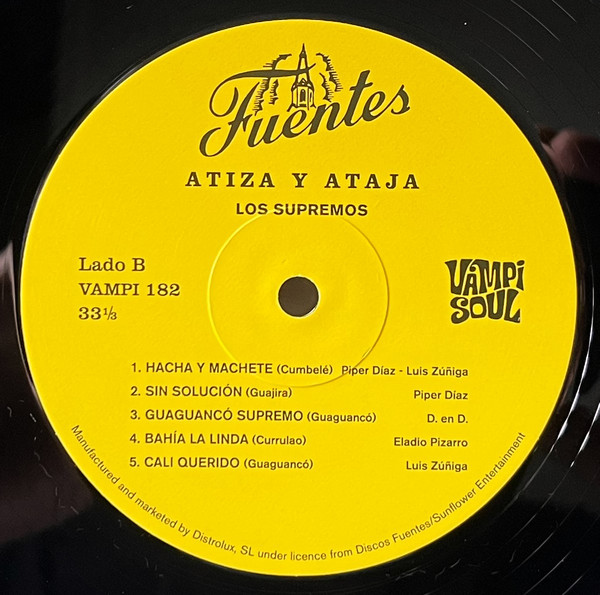 Fuentes
ATIZA Y ATAJA
LOS SUPREMOS
Lado B
VAMPI 182
33⅓
VAMPI
SOUL
1. HACHA Y MACHETE (Cumbelé) Piper Díaz - Luis Zúñiga
2. SIN SOLUCIÓN (Guajira) Piper Díaz
3. GUAGUANCÓ SUPREMO (Guaguancó) D. en D.
4. BAHÍA LA LINDA (Currulao) Eladio Pizarro
5. CALI QUERIDO (Guaguancó) Luis Zúñiga
Manufactured and marketed by Distrolux, SL under licence from Discos Fuentes/Sunflower Entertainment